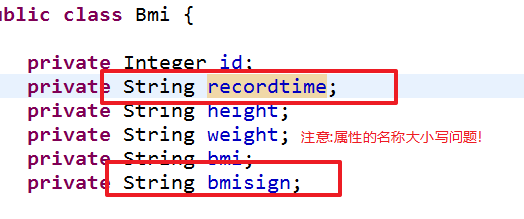 ublic class Bmi {
private Integer id;
private String recordtime;
private String height;
private String weight; 注意:属性的名称大小写问题!
private String bmi;
private String bmisign;